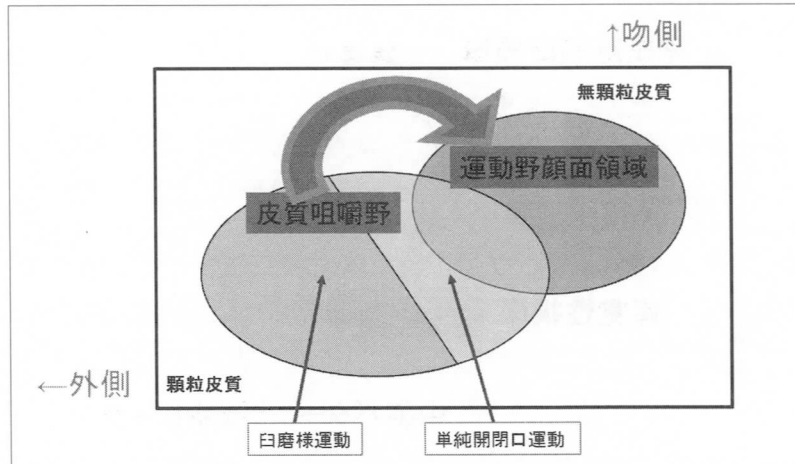 ↑吻側
無顆粒皮質
運動野顔面領域
皮質咀嚼野
←外側
顆粒皮質
臼磨様運動
単純開閉口運動